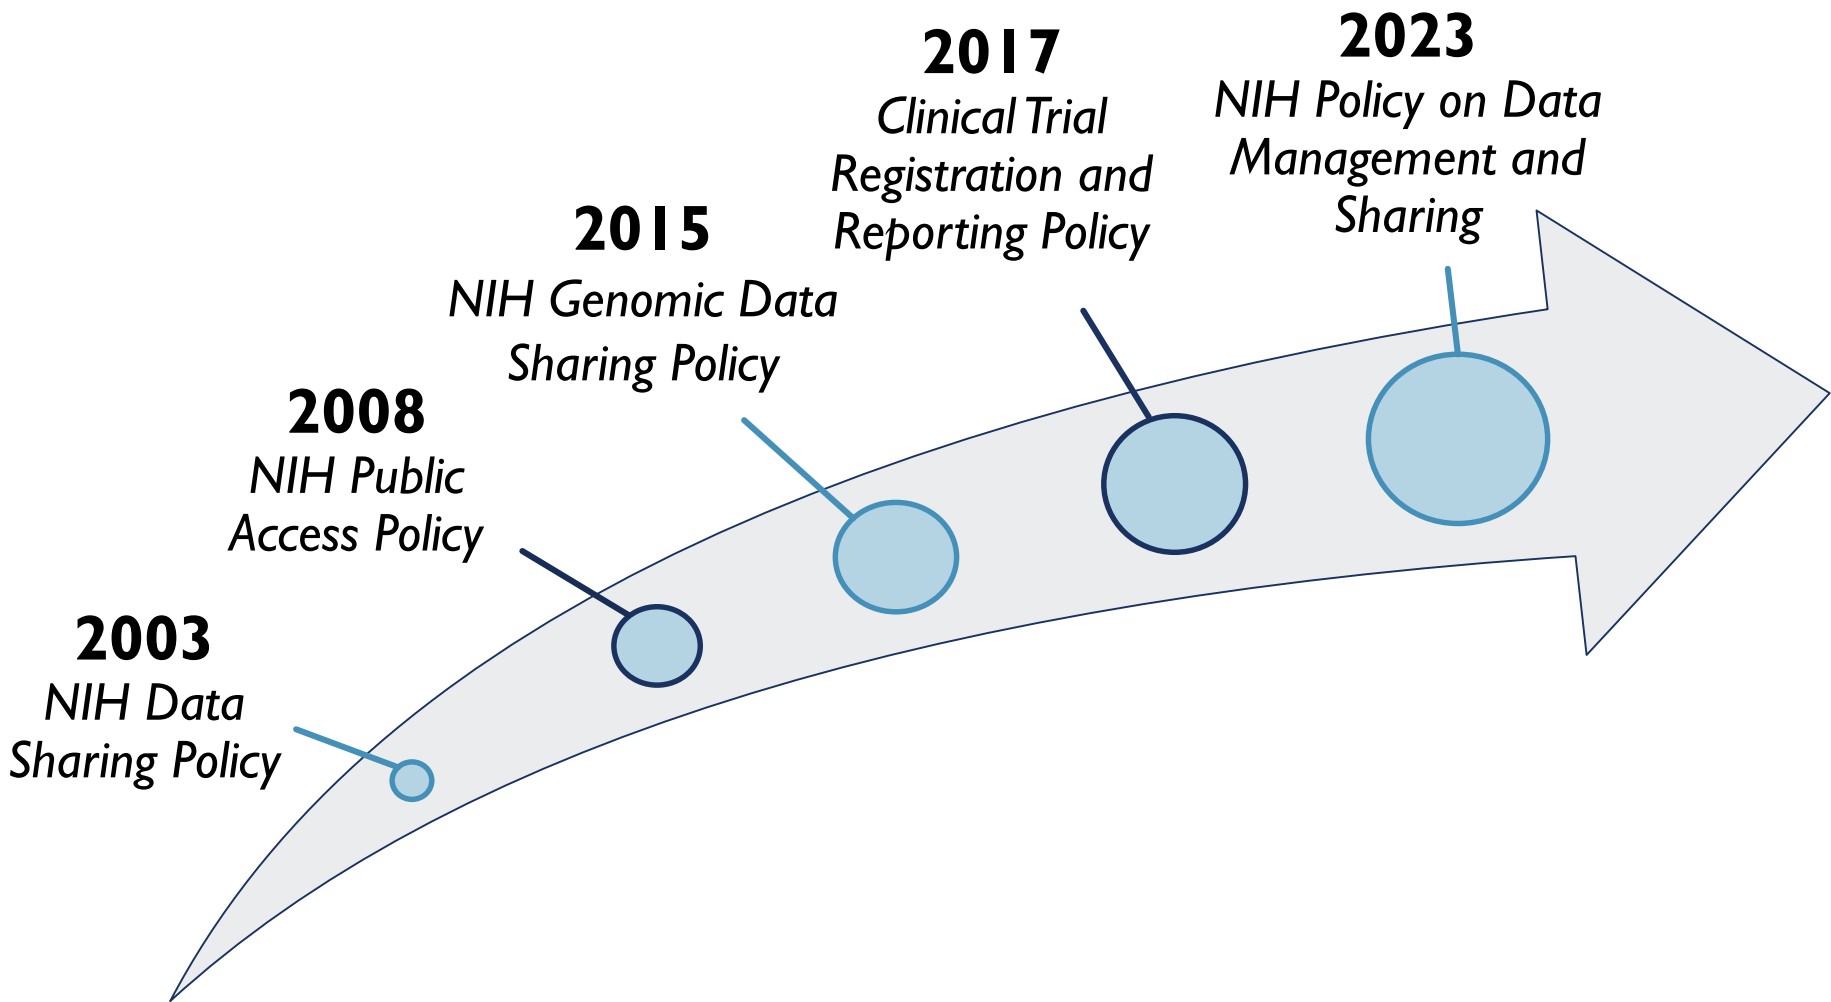 2003
NIH Data
Sharing Policy
2008
NIH Public
Access Policy
2015
NIH Genomic Data
Sharing Policy
2017
Clinical Trial
Registration and
Reporting Policy
2023
NIH Policy on Data
Management and
Sharing